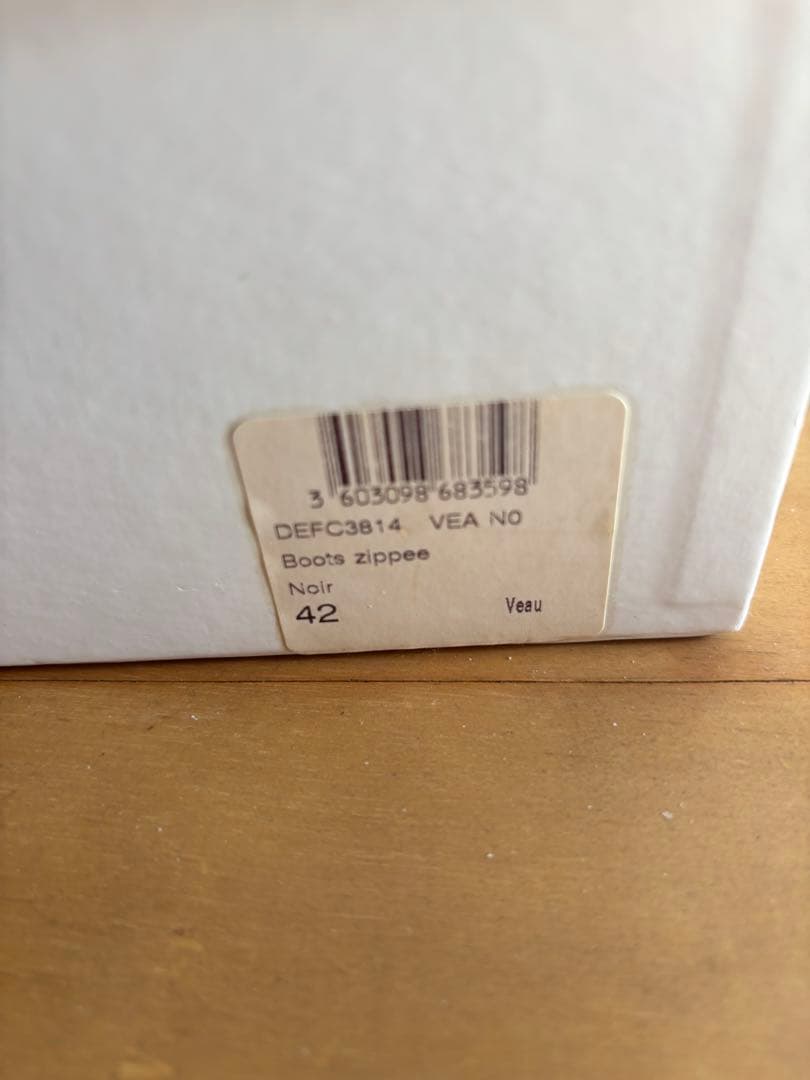 3 603098 683598
DEFC3814 VEA NO
Boots zippee
Noir
42 Veau